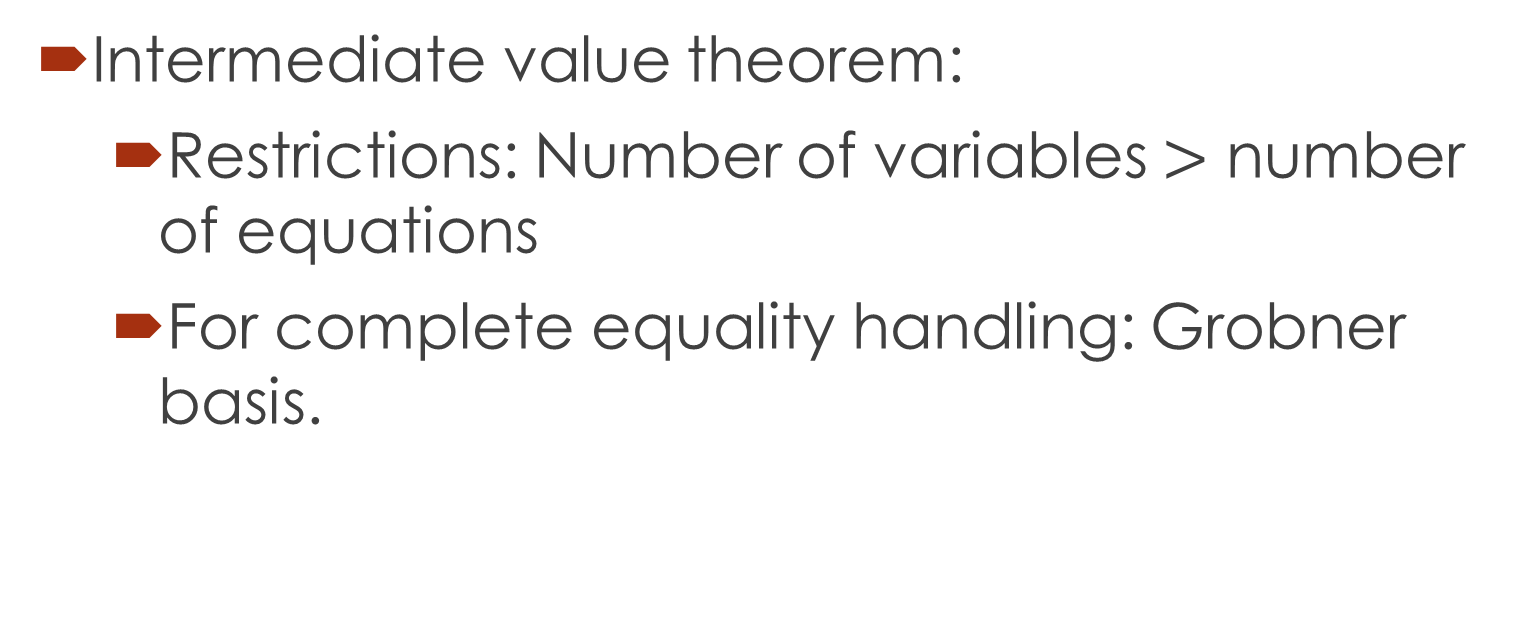 Intermediate value theorem:
Restrictions: Number of variables > number
of equations
For complete equality handling: Grobner
basis.